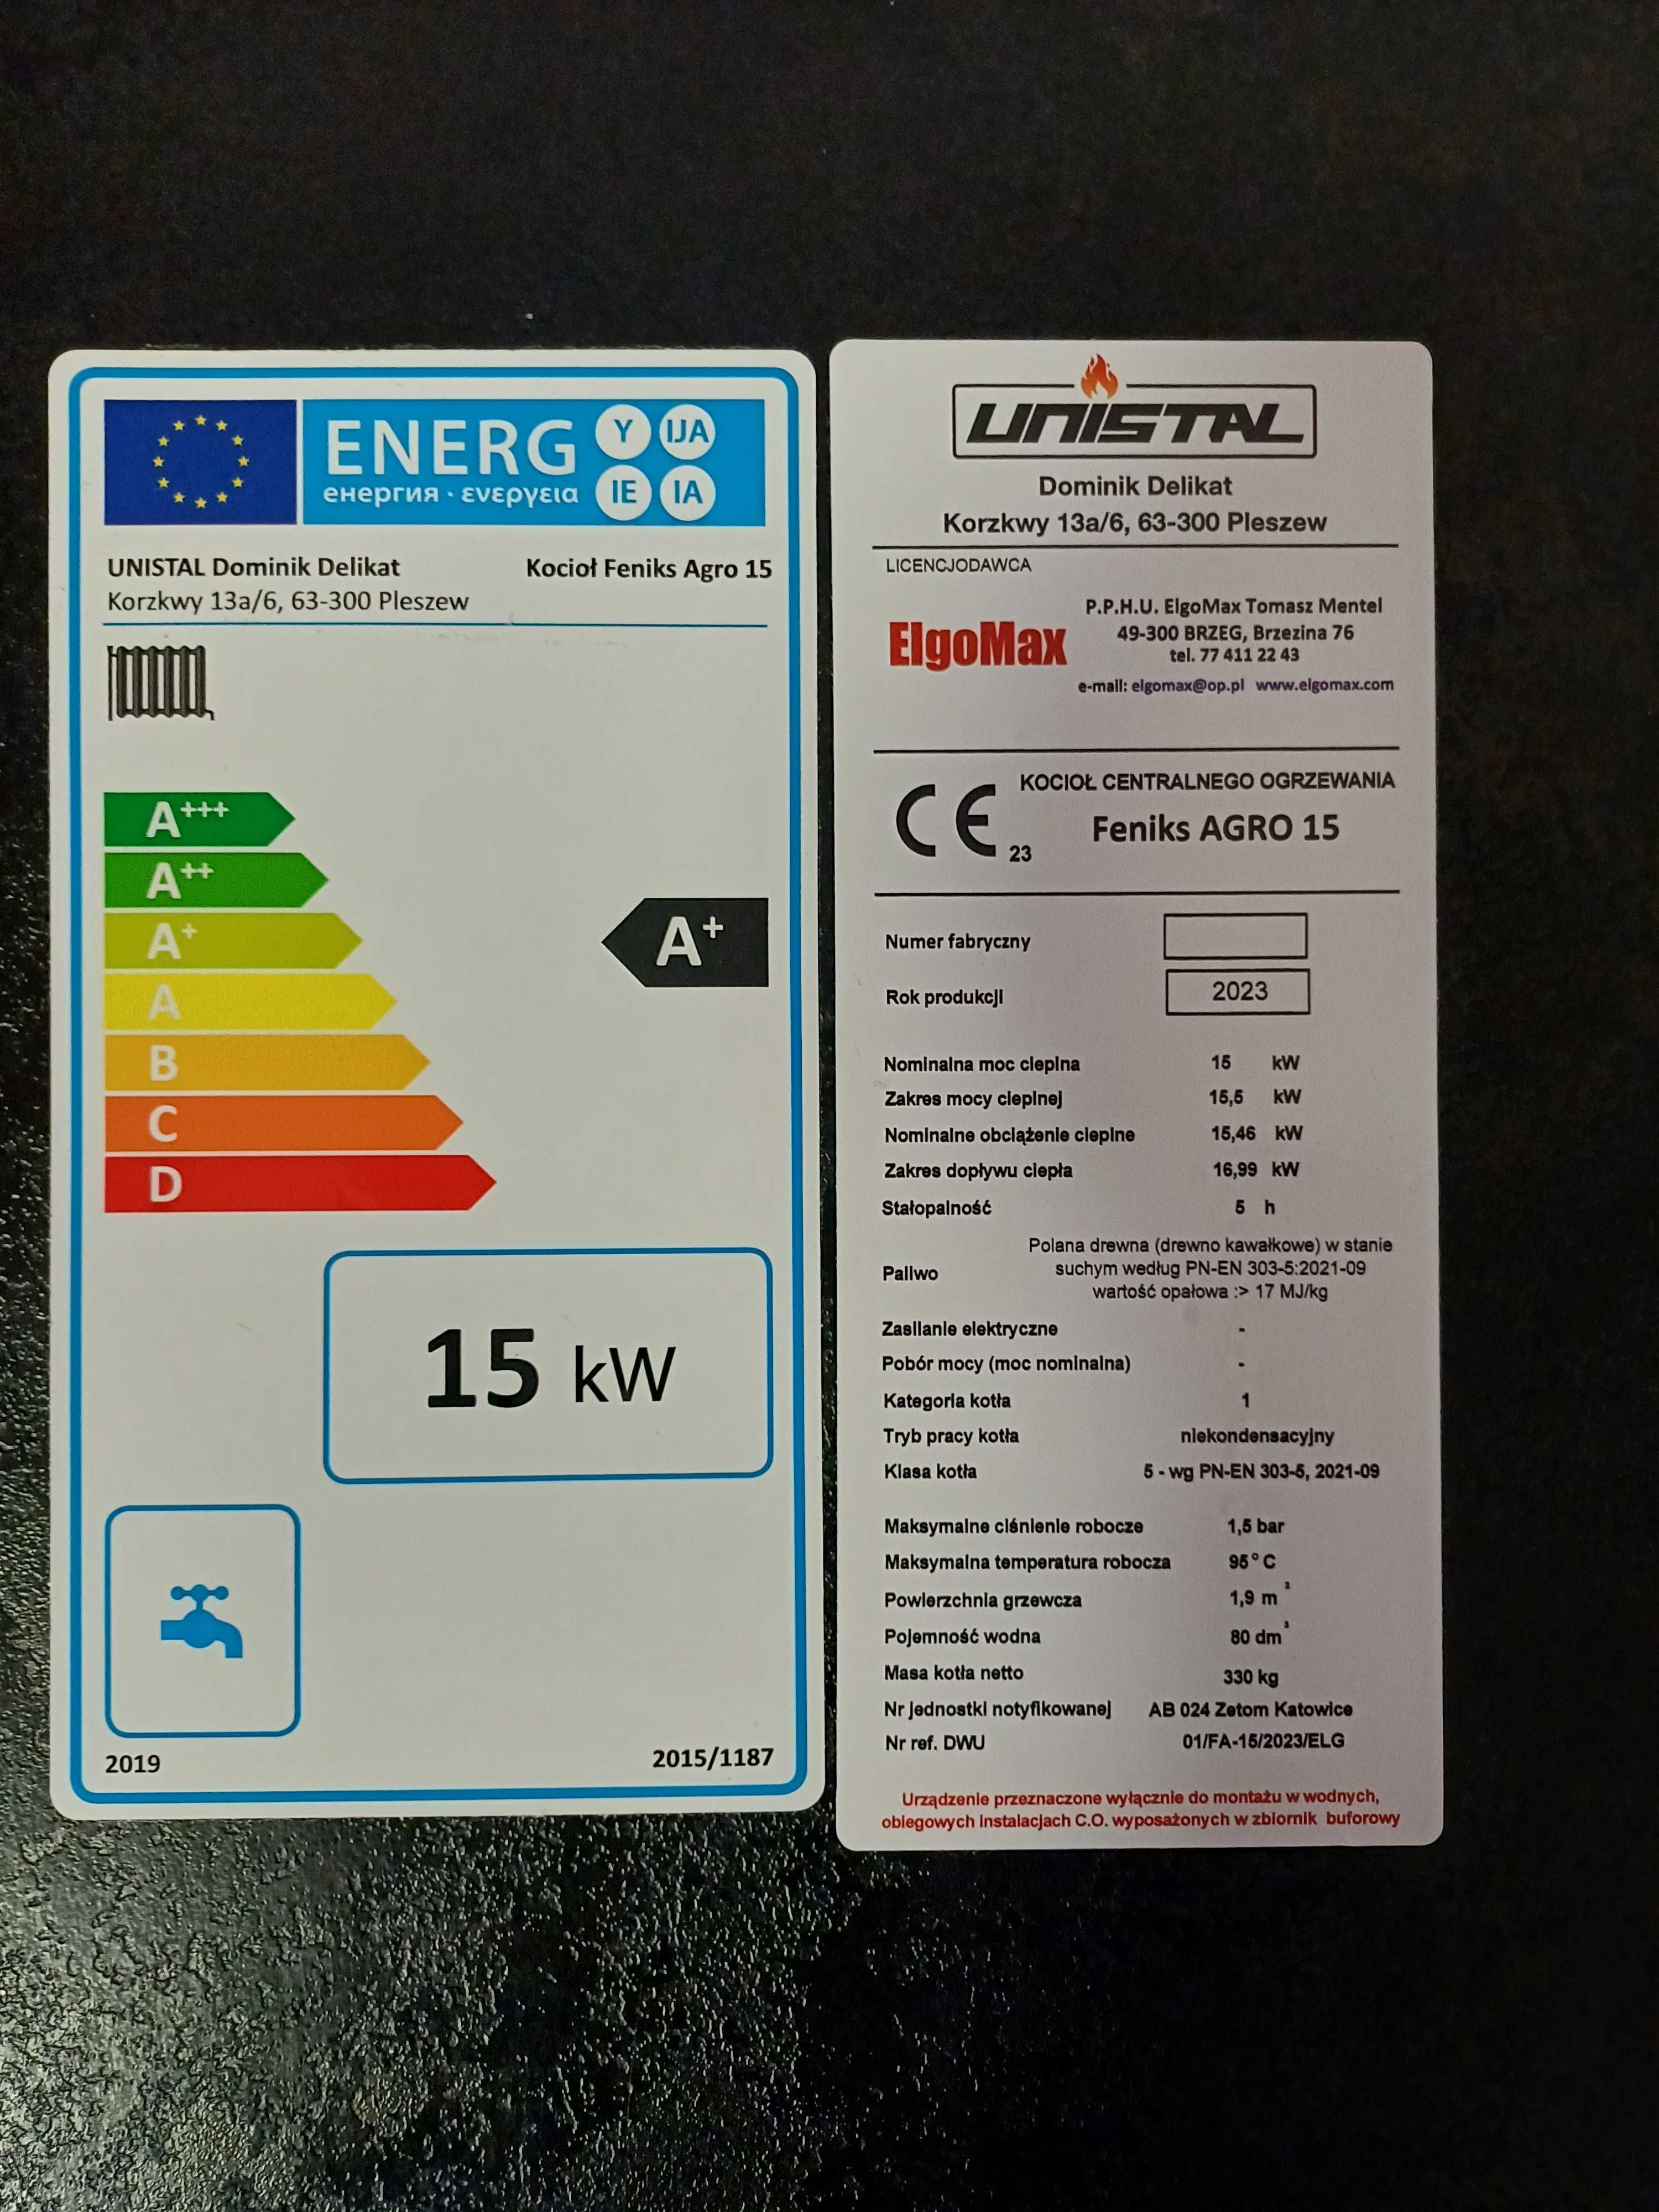 ENERG
енергия · ενεργεια
Y IJA
IE IA
UNISTAL Dominik Delikat Kocioł Feniks Agro 15
Korzkwy 13a/6, 63-300 Pleszew
A+++
A++
A+
A
B
C
D
A+
15 kW
2019 2015/1187
UNISTAL
Dominik Delikat
Korzkwy 13a/6, 63-300 Pleszew
LICENCJODAWCA
ElgoMax
P.P.H.U. ElgoMax Tomasz Mentel
49-300 BRZEG, Brzezina 76
tel. 77 411 22 43
e-mail: elgomax@op.pl www.elgomax.com
CE 23
KOCIOŁ CENTRALNEGO OGRZEWANIA
Feniks AGRO 15
Numer fabryczny
Rok produkcji 2023
Nominalna moc cieplna 15 kW
Zakres mocy cieplnej 15,5 kW
Nominalne obciążenie cieplne 15,46 kW
Zakres dopływu ciepła 16,99 kW
Stałopalność 5 h
Paliwo Polana drewna (drewno kawałkowe) w stanie
suchym według PN-EN 303-5:2021-09
wartość opałowa :> 17 MJ/kg
Zasilanie elektryczne -
Pobór mocy (moc nominalna) -
Kategoria kotła 1
Tryb pracy kotła niekondensacyjny
Klasa kotła 5 - wg PN-EN 303-5, 2021-09
Maksymalne ciśnienie robocze 1,5 bar
Maksymalna temperatura robocza 95° C
Powierzchnia grzewcza 1,9 m²
Pojemność wodna 80 dm³
Masa kotła netto 330 kg
Nr jednostki notyfikowanej AB 024 Zetom Katowice
Nr ref. DWU 01/FA-15/2023/ELG
Urządzenie przeznaczone wyłącznie do montażu w wodnych,
obiegowych instalacjach C.O. wyposażonych w zbiornik buforowy